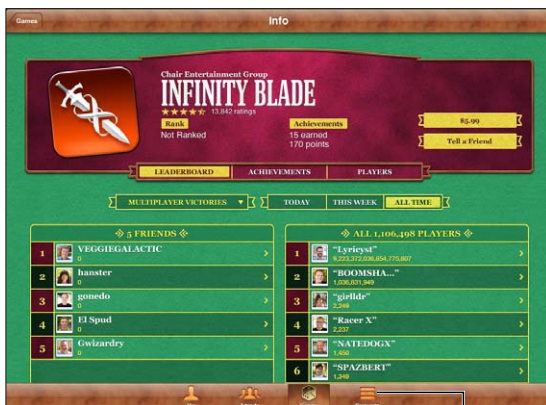 Games
Info
Chair Entertainment Group
INFINITY BLADE
13,842 ratings
Rank
Not Ranked
Achievements
15 earned
170 points
$5.99
Tell a Friend
LEADERBOARD
ACHIEVEMENTS
PLAYERS
MULTIPLAYER VICTORIES
TODAY
THIS WEEK
ALL TIME
5 FRIENDS
1
VEGGIEGALACTIC
0
2
hanster
0
3
gonedo
0
4
El Spud
0
5
Gwizardry
0
ALL 1,106,498 PLAYERS
1
"Lyricyst"
9,223,372,036,854,775,807
2
"BOOMSHA..."
1,036,831,949
3
"girlldr"
2,249
4
"Racer X"
2,237
5
"NATEDOGX"
1,450
6
"SPAZBERT"
1,349